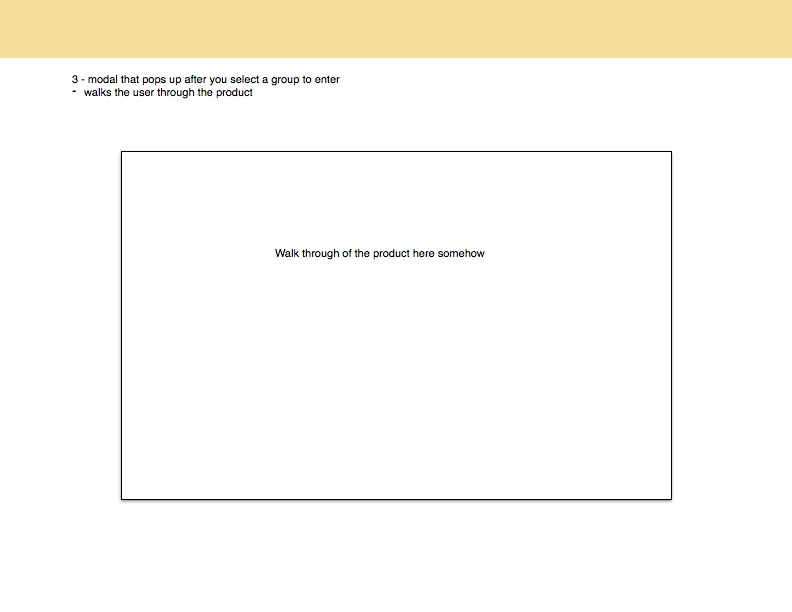 3 - modal that pops up after you select a group to enter
- walks the user through the product
Walk through of the product here somehow